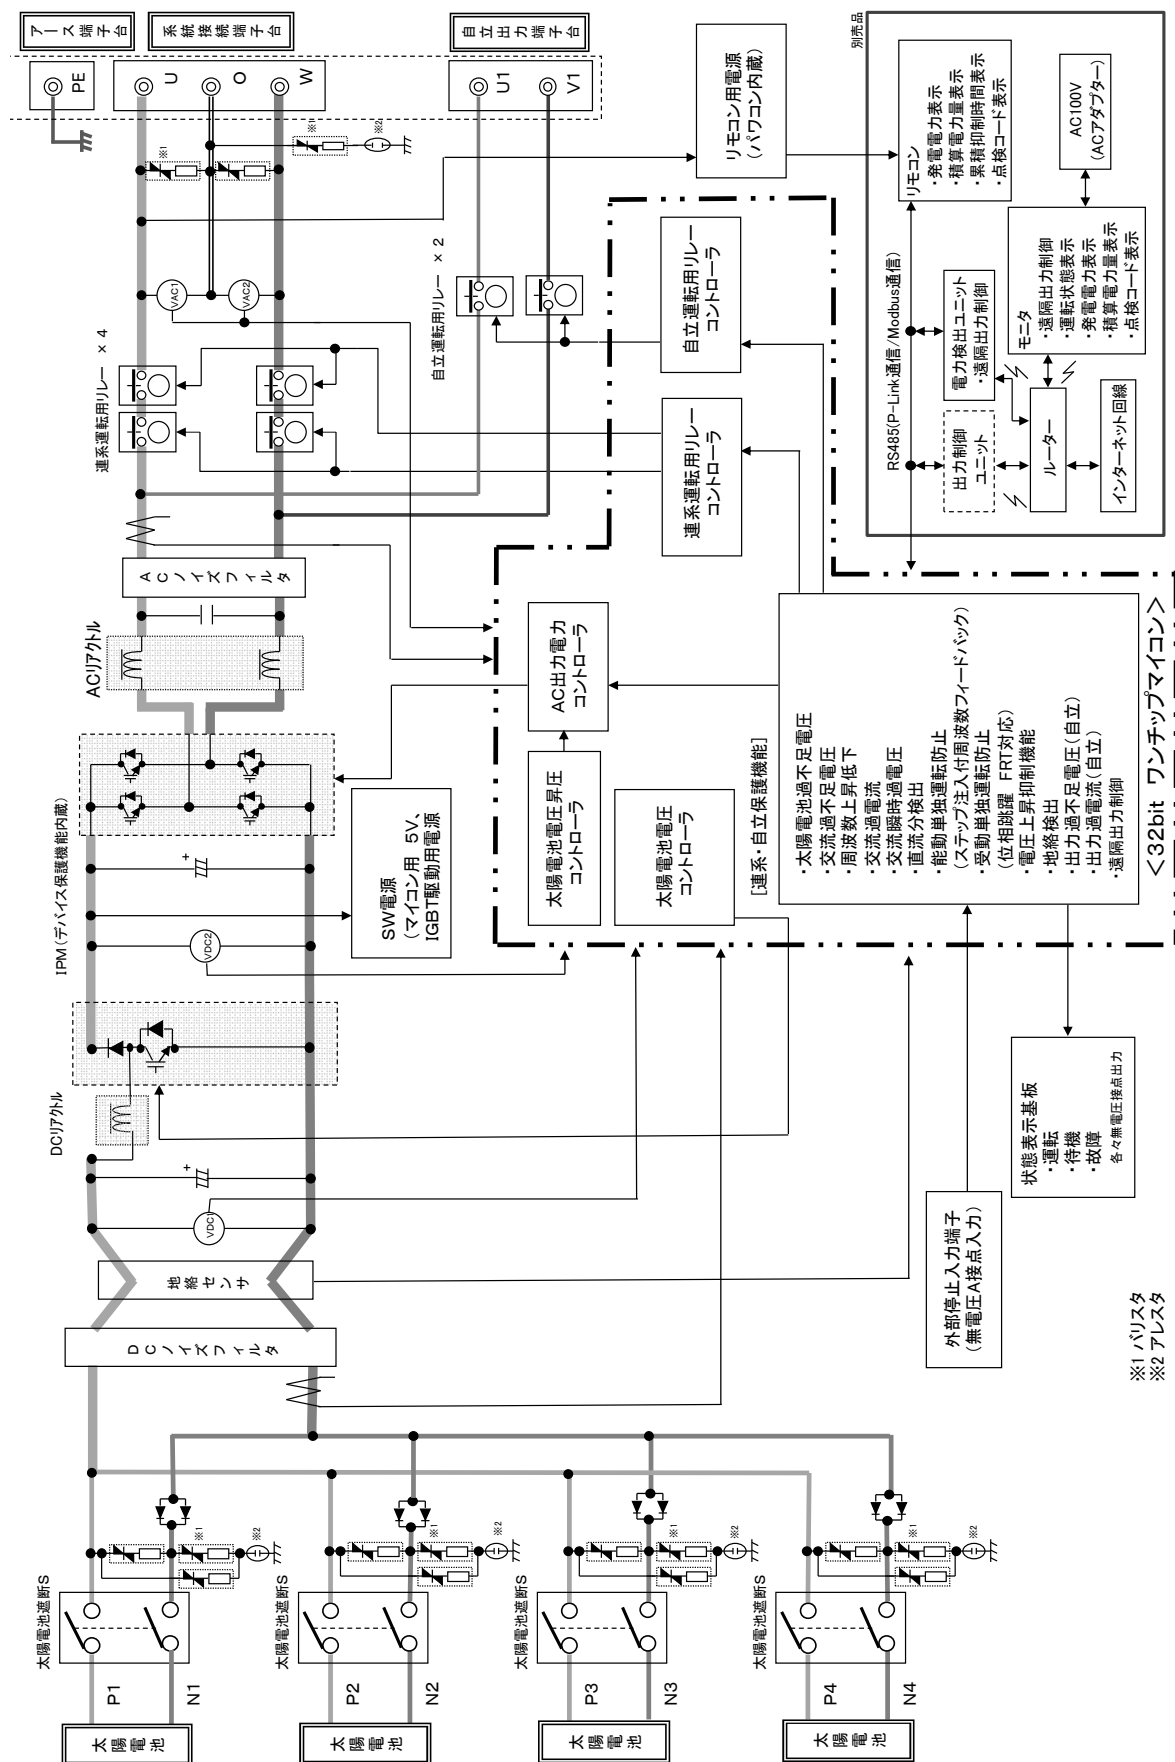 アース端子台
系統接続端子台
自立出力端子台
PE
U
O
W
U1
V1
※1
※1
※2
VAC1
VAC2
連系運転用リレー × 4
自立運転用リレー × 2
リモコン用電源
(パワコン内蔵)
別売品
リモコン
・発電電力表示
・積算電力量表示
・累積抑制時間表示
・点検コード表示
AC100V
(ACアダプター)
モニタ
・遠隔出力制御
・運転状態表示
・発電電力表示
・積算電力量表示
・点検コード表示
RS485(P-Link通信/Modbus通信)
電力検出ユニット
・遠隔出力制御
出力制御
ユニット
ルーター
インターネット回線
自立運転用リレー
コントローラ
連系運転用リレー
コントローラ
ACノイズフィルタ
ACリアクトル
AC出力電力
コントローラ
太陽電池電圧昇圧
コントローラ
太陽電池電圧
コントローラ
[連系・自立保護機能]
・太陽電池過不足電圧
・交流過不足電圧
・周波数上昇低下
・交流過電流
・交流瞬時過電圧
・直流分検出
・能動単独運転防止
(ステップ注入付周波数フィードバック)
・受動単独運転防止
(位相跳躍 FRT対応)
・電圧上昇抑制機能
・地絡検出
・出力過不足電圧(自立)
・出力過電流(自立)
・遠隔出力制御
<32bit ワンチップマイコン>
IPM(デバイス保護機能内蔵)
+
SW電源
(マイコン用 5V、
IGBT駆動用電源
VDC2
DCリアクトル
+
VDC1
地絡センサ
DCノイズフィルタ
状態表示基板
・運転
・待機
・故障
各々無電圧接点出力
外部停止入力端子
(無電圧A接点入力)
※1 バリスタ
※2 アレスタ
太陽電池遮断S
※1
※2
P1
N1
太陽電池
太陽電池遮断S
※1
※2
P2
N2
太陽電池
太陽電池遮断S
※1
※2
P3
N3
太陽電池
太陽電池遮断S
※1
※2
P4
N4
太陽電池